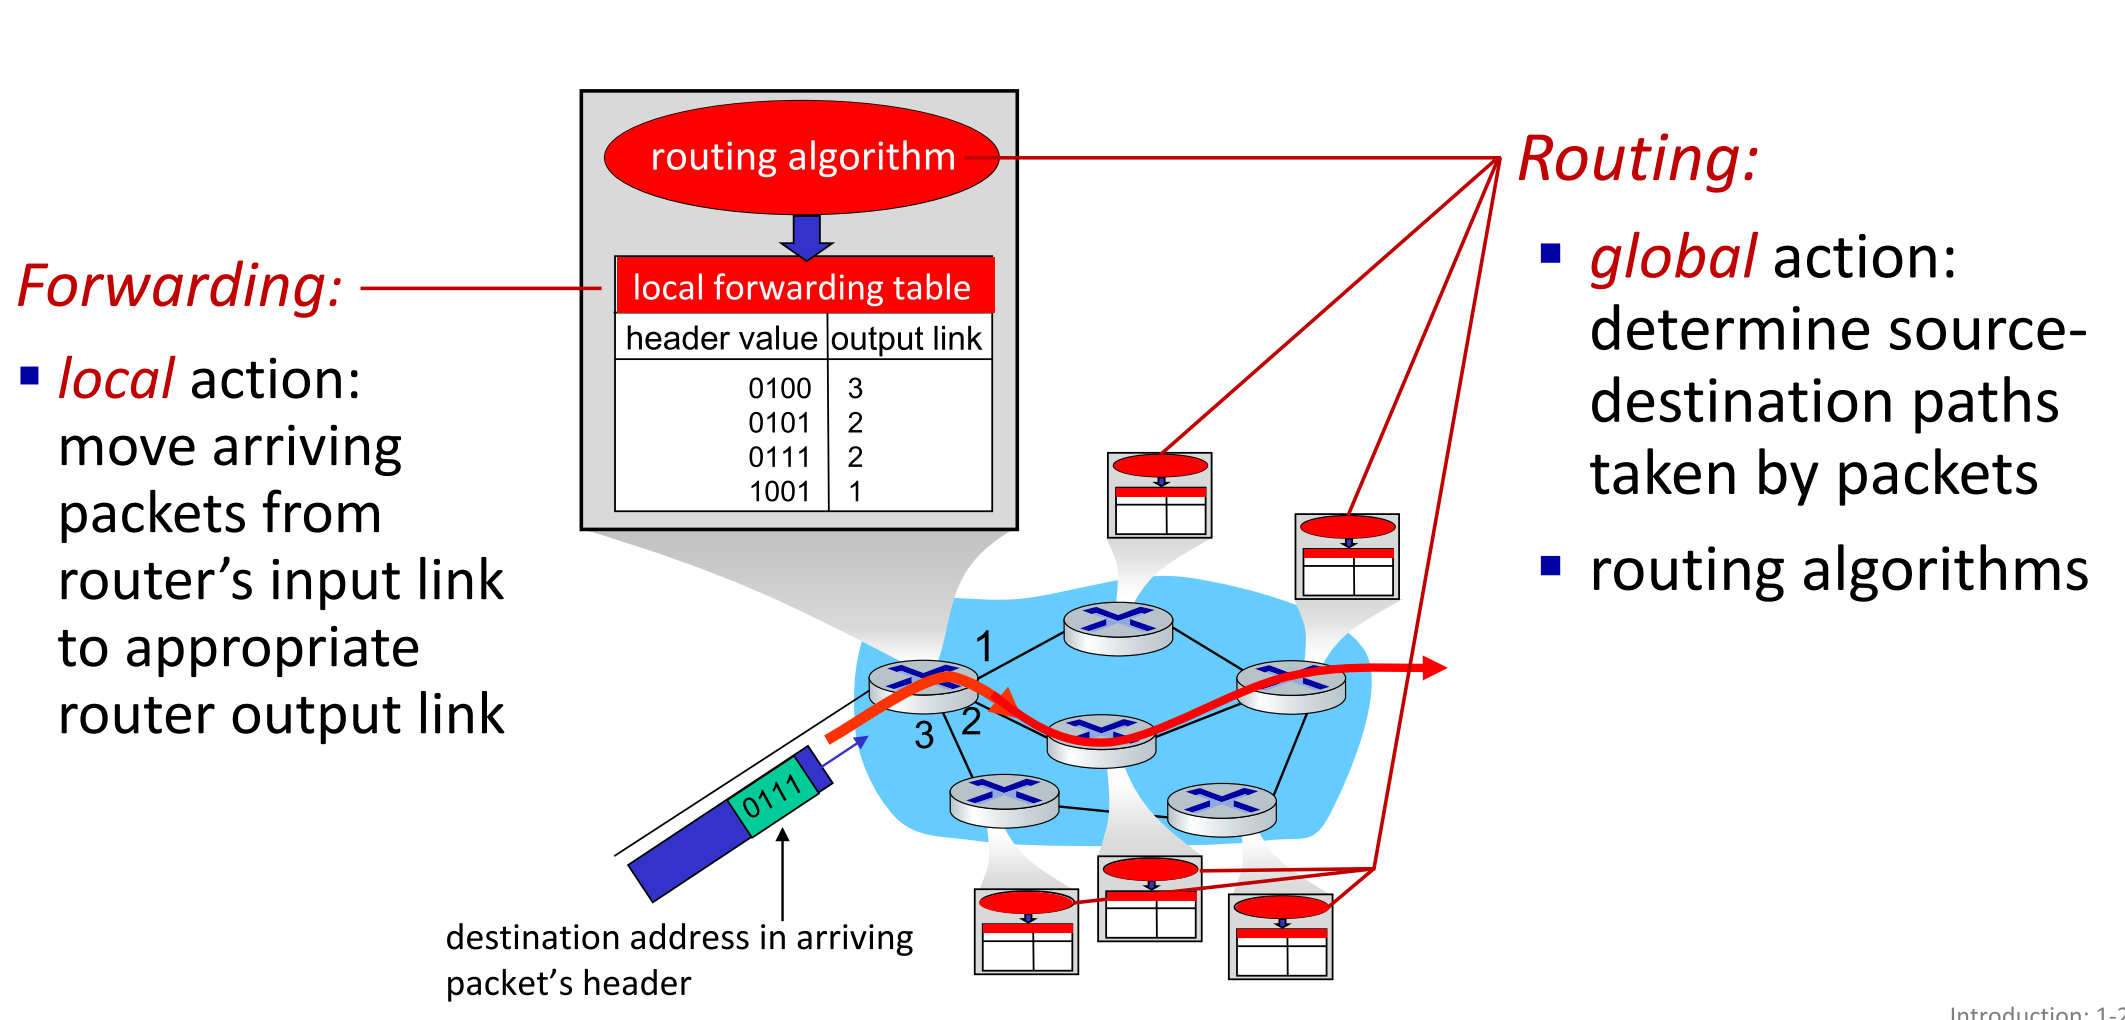 Forwarding:
▪ local action:
move arriving
packets from
router’s input link
to appropriate
router output link
routing algorithm
local forwarding table
header value output link
0100 3
0101 2
0111 2
1001 1
1
2
3
0111
destination address in arriving
packet’s header
Routing:
▪ global action:
determine source-
destination paths
taken by packets
▪ routing algorithms
Introduction: 1-2